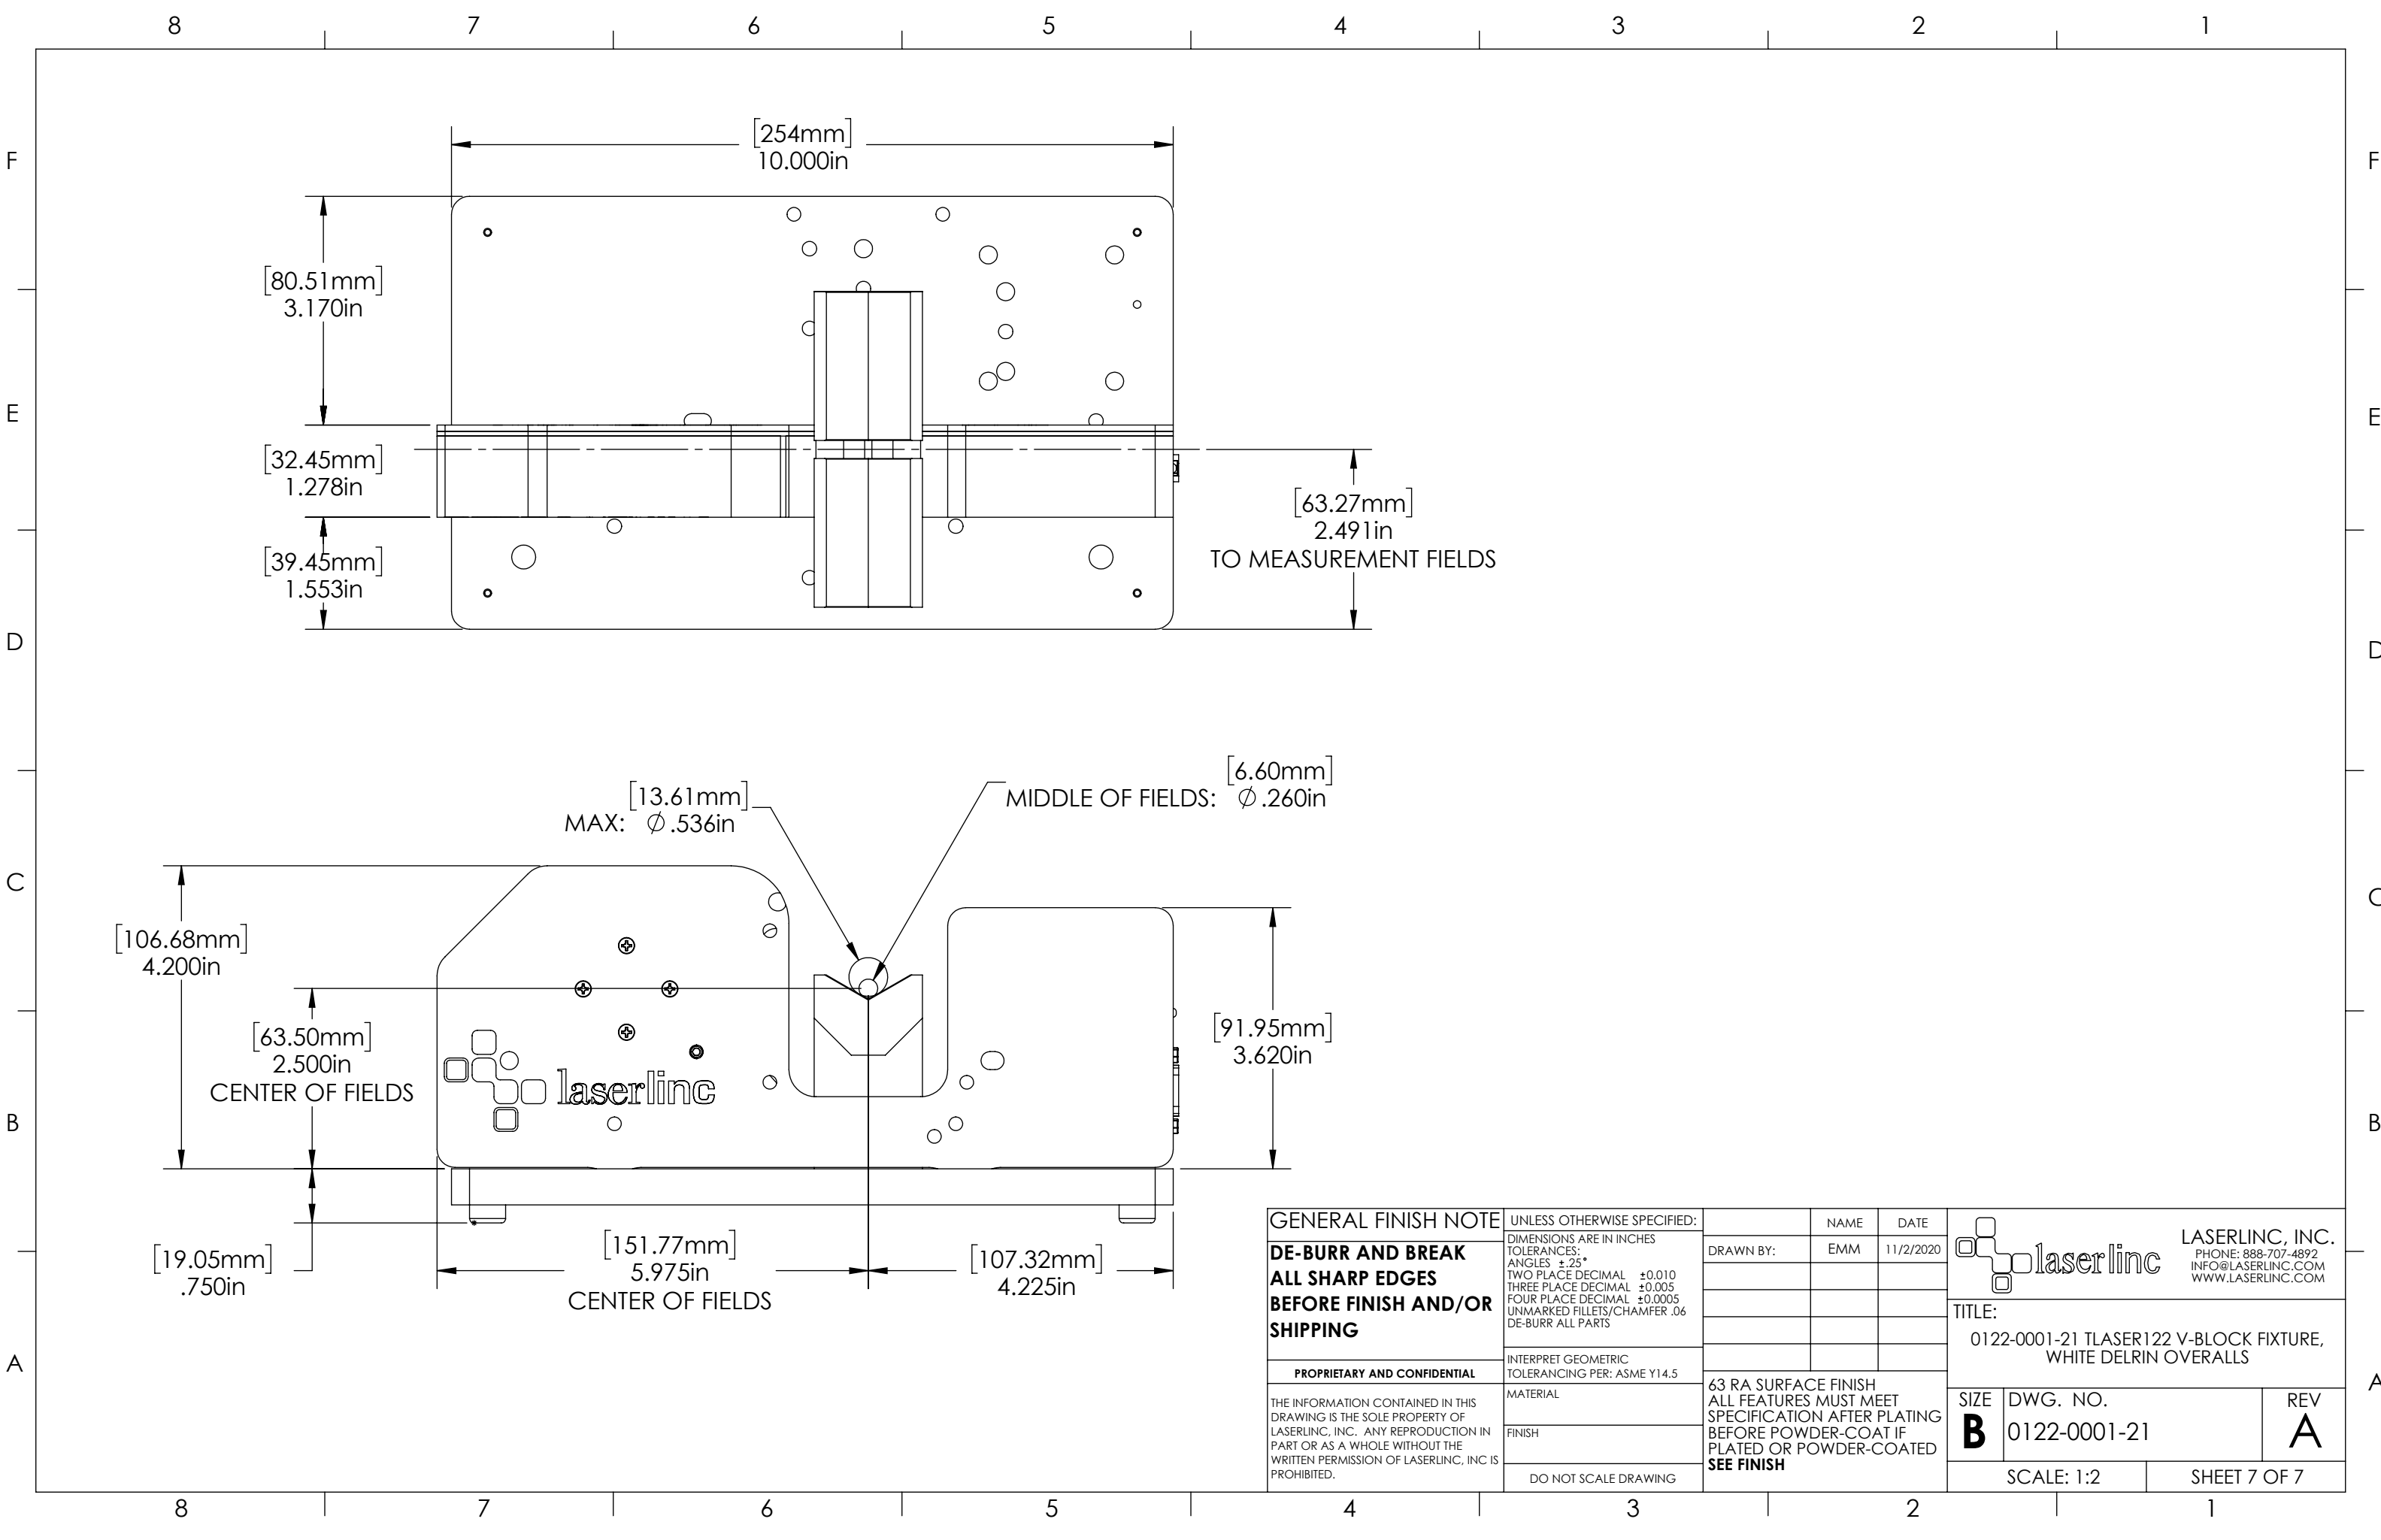 8 7 6 5 4 3 2 1
F
F
E
E
D
D
C
C
B
B
A
A
[254mm]
10.000in
[80.51mm]
3.170in
[32.45mm]
1.278in
[39.45mm]
1.553in
[63.27mm]
2.491in
TO MEASUREMENT FIELDS
[13.61mm]
MAX: Ø.536in
[6.60mm]
MIDDLE OF FIELDS: Ø.260in
[106.68mm]
4.200in
[63.50mm]
2.500in
CENTER OF FIELDS
laserlinc
[91.95mm]
3.620in
[19.05mm]
.750in
[151.77mm]
5.975in
CENTER OF FIELDS
[107.32mm]
4.225in
GENERAL FINISH NOTE
DE-BURR AND BREAK
ALL SHARP EDGES
BEFORE FINISH AND/OR
SHIPPING
PROPRIETARY AND CONFIDENTIAL
THE INFORMATION CONTAINED IN THIS
DRAWING IS THE SOLE PROPERTY OF
LASERLINC, INC. ANY REPRODUCTION IN
PART OR AS A WHOLE WITHOUT THE
WRITTEN PERMISSION OF LASERLINC, INC IS
PROHIBITED.
UNLESS OTHERWISE SPECIFIED:
DIMENSIONS ARE IN INCHES
TOLERANCES:
ANGLES ±.25°
TWO PLACE DECIMAL ±0.010
THREE PLACE DECIMAL ±0.005
FOUR PLACE DECIMAL ±0.0005
UNMARKED FILLETS/CHAMFER .06
DE-BURR ALL PARTS
INTERPRET GEOMETRIC
TOLERANCING PER: ASME Y14.5
MATERIAL
FINISH
DO NOT SCALE DRAWING
NAME DATE
DRAWN BY: EMM 11/2/2020
63 RA SURFACE FINISH
ALL FEATURES MUST MEET
SPECIFICATION AFTER PLATING
BEFORE POWDER-COAT IF
PLATED OR POWDER-COATED
SEE FINISH
laserlinc
LASERLINC, INC.
PHONE: 888-707-4892
INFO@LASERLINC.COM
WWW.LASERLINC.COM
TITLE:
0122-0001-21 TLASER122 V-BLOCK FIXTURE,
WHITE DELRIN OVERALLS
SIZE DWG. NO. REV
B 0122-0001-21 A
SCALE: 1:2 SHEET 7 OF 7
8 7 6 5 4 3 2 1